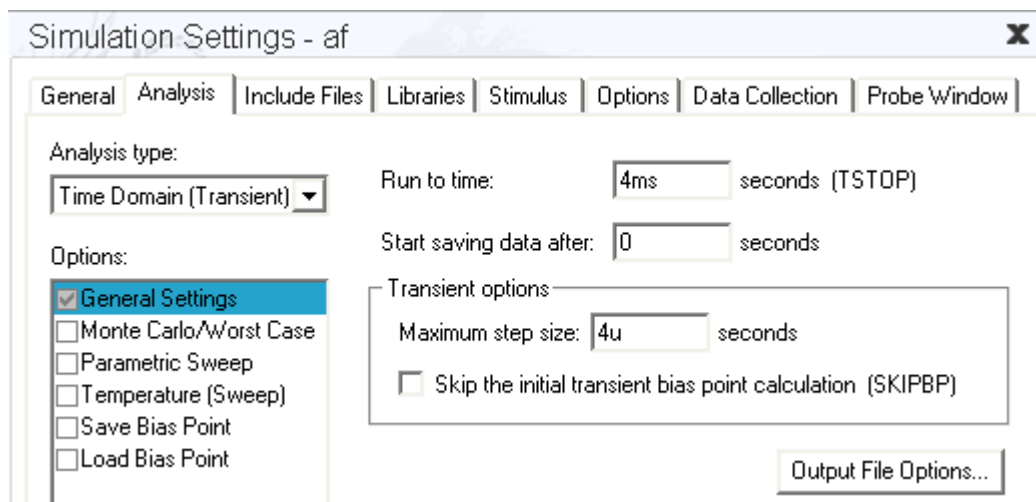 Simulation Settings - af
General Analysis Include Files Libraries Stimulus Options Data Collection Probe Window
Analysis type:
Time Domain (Transient)
Run to time: 4ms seconds (TSTOP)
Start saving data after: 0 seconds
Options:
General Settings
Monte Carlo/Worst Case
Parametric Sweep
Temperature (Sweep)
Save Bias Point
Load Bias Point
Transient options
Maximum step size: 4u seconds
Skip the initial transient bias point calculation (SKIPBP)
Output File Options...